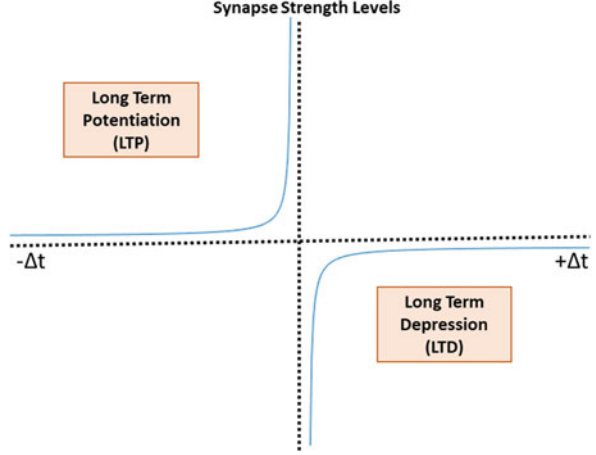 Synapse Strength Levels
Long Term
Potentiation
(LTP)
-Δt
+Δt
Long Term
Depression
(LTD)